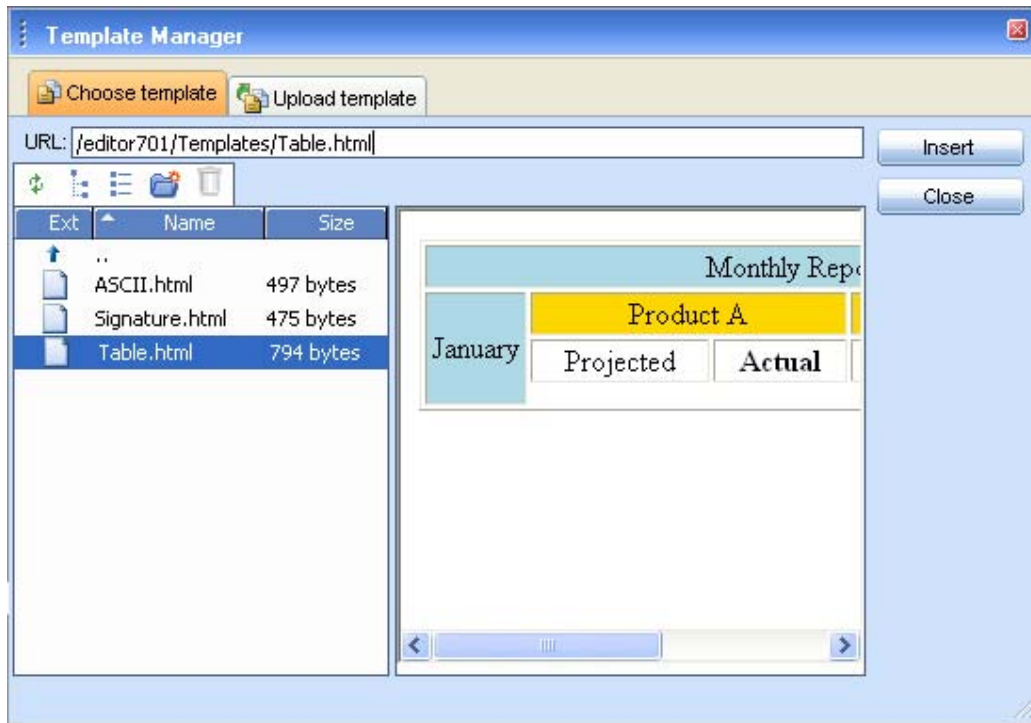 Template Manager
Choose template
Upload template
URL: /editor701/Templates/Table.html
Insert
Close
Ext Name Size
..
ASCII.html 497 bytes
Signature.html 475 bytes
Table.html 794 bytes
Monthly Repo
January
Product A
Projected Actual